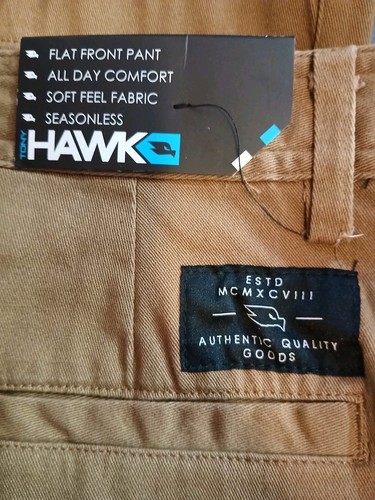 FLAT FRONT PANT
ALL DAY COMFORT
SOFT FEEL FABRIC
SEASONLESS
TONY HAWK
ESTD
MCMXCVIII
AUTHENTIC QUALITY
GOODS